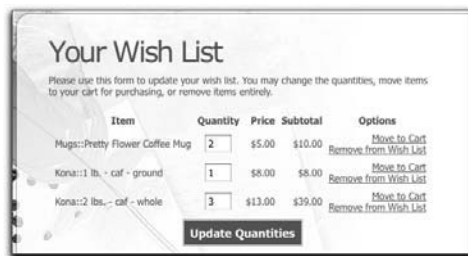 Your Wish List
Please use this form to update your wish list. You may change the quantities, move items
to your cart for purchasing, or remove items entirely.
Item Quantity Price Subtotal Options
Mugs::Pretty Flower Coffee Mug 2 $5.00 $10.00 Move to Cart
Remove from Wish List
Kona::1 lb. - caf - ground 1 $8.00 $8.00 Move to Cart
Remove from Wish List
Kona::2 lbs. - caf - whole 3 $13.00 $39.00 Move to Cart
Remove from Wish List
Update Quantities